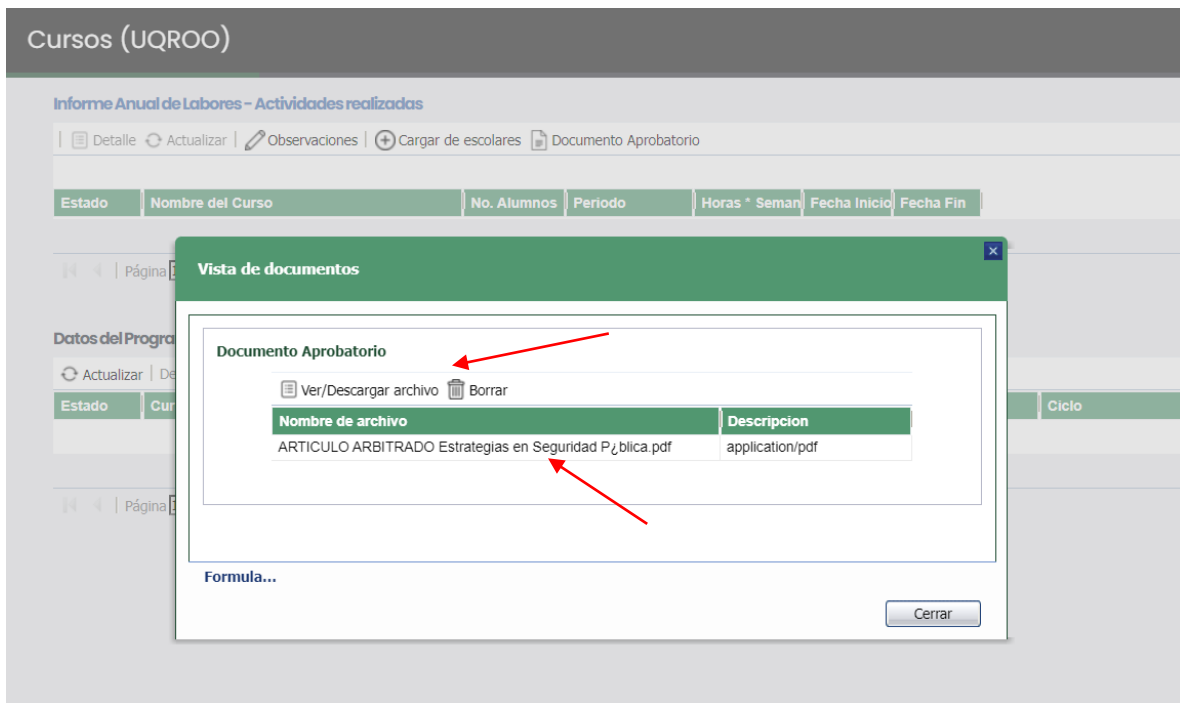 Cursos (UQROO)
Informe Anual de Labores - Actividades realizadas
Detalle Actualizar Observaciones Cargar de escolares Documento Aprobatorio
Estado Nombre del Curso No. Alumnos Periodo Horas * Seman Fecha Inicio Fecha Fin
Página
Vista de documentos
Datos del Progra
Documento Aprobatorio
Actualizar De
Ver/Descargar archivo Borrar
Estado Cur Ciclo
Nombre de archivo Descripcion
ARTICULO ARBITRADO Estrategias en Seguridad P¿blica.pdf application/pdf
Página
Formula...
Cerrar